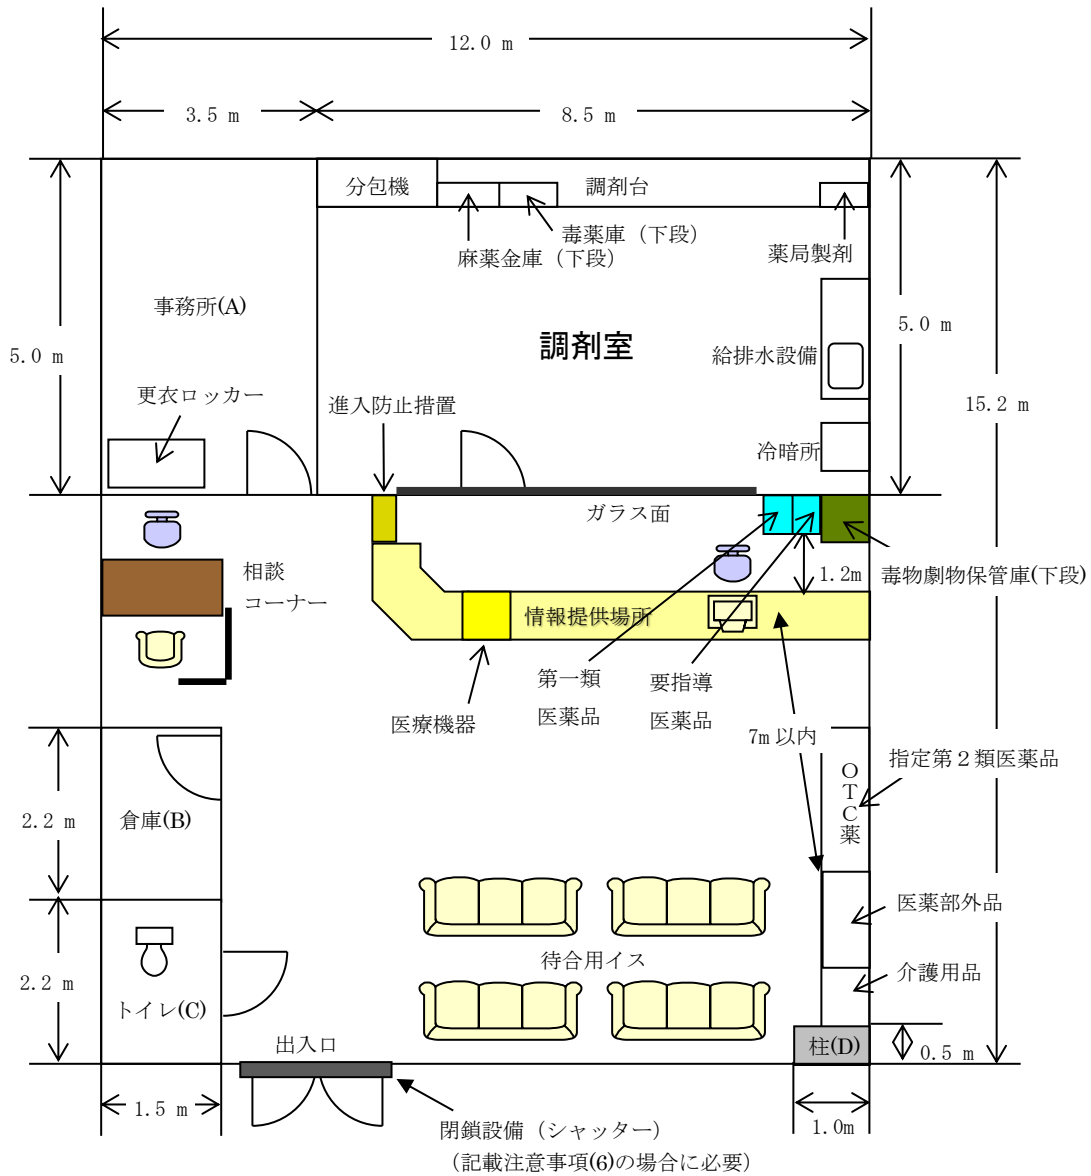 12.0 m
3.5 m
8.5 m
分包機
調剤台
毒薬庫（下段）
麻薬金庫（下段）
薬局製剤
事務所(A)
調剤室
5.0 m
5.0 m
給排水設備
更衣ロッカー
進入防止措置
15.2 m
冷暗所
ガラス面
相談
コーナー
1.2m
毒物劇物保管庫(下段)
情報提供場所
第一類
医薬品
要指導
医薬品
医療機器
7m 以内
指定第２類医薬品
ＯＴＣ薬
2.2 m
倉庫(B)
医薬部外品
待合用イス
介護用品
2.2 m
トイレ(C)
出入口
柱(D)
0.5 m
1.5 m
1.0m
閉鎖設備（シャッター）
（記載注意事項(6)の場合に必要）